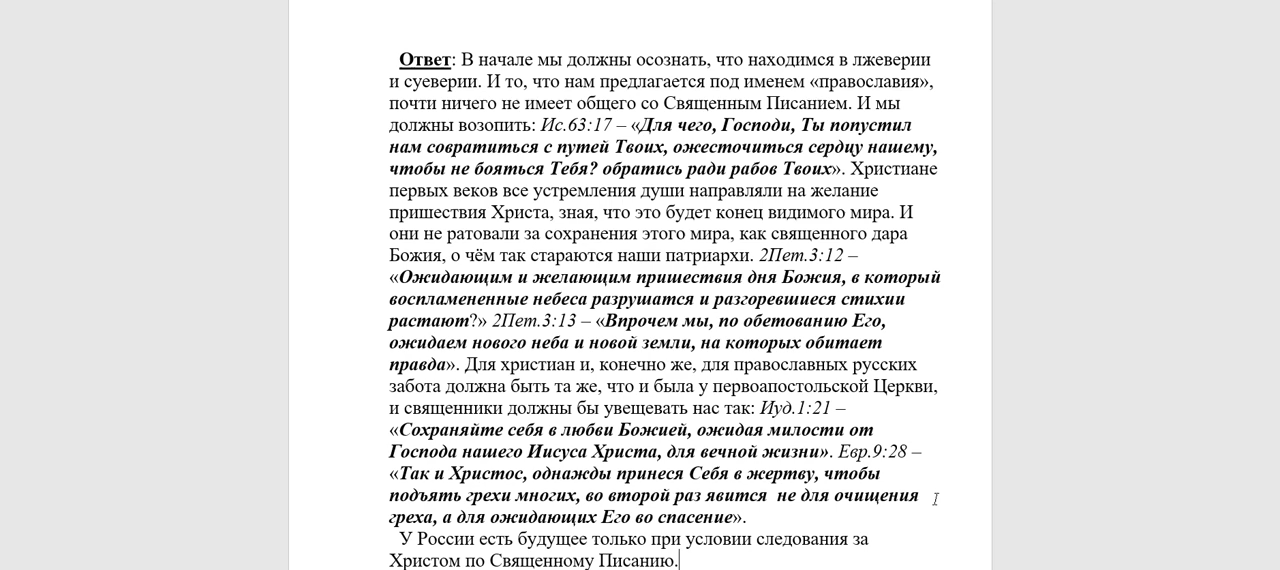 Ответ: В начале мы должны осознать, что находимся в лжеверии
и суеверии. И то, что нам предлагается под именем «православия»,
почти ничего не имеет общего со Священным Писанием. И мы
должны возопить: Ис.63:17 – «Для чего, Господи, Ты попустил
нам совратиться с путей Твоих, ожесточиться сердцу нашему,
чтобы не бояться Тебя? обратись ради рабов Твоих». Христиане
первых веков все устремления души направляли на желание
пришествия Христа, зная, что это будет конец видимого мира. И
они не ратовали за сохранения этого мира, как священного дара
Божия, о чём так стараются наши патриархи. 2Пет.3:12 –
«Ожидающим и желающим пришествия дня Божия, в который
воспламененные небеса разрушатся и разгоревшиеся стихии
растают?» 2Пет.3:13 – «Впрочем мы, по обетованию Его,
ожидаем нового неба и новой земли, на которых обитает
правда». Для христиан и, конечно же, для православных русских
забота должна быть та же, что и была у первоапостольской Церкви,
и священники должны бы увещевать нас так: Иуд.1:21 –
«Сохраняйте себя в любви Божией, ожидая милости от
Господа нашего Иисуса Христа, для вечной жизни». Евр.9:28 –
«Так и Христос, однажды принеся Себя в жертву, чтобы
подъять грехи многих, во второй раз явится  не для очищения
греха, а для ожидающих Его во спасение».
У России есть будущее только при условии следования за
Христом по Священному Писанию.